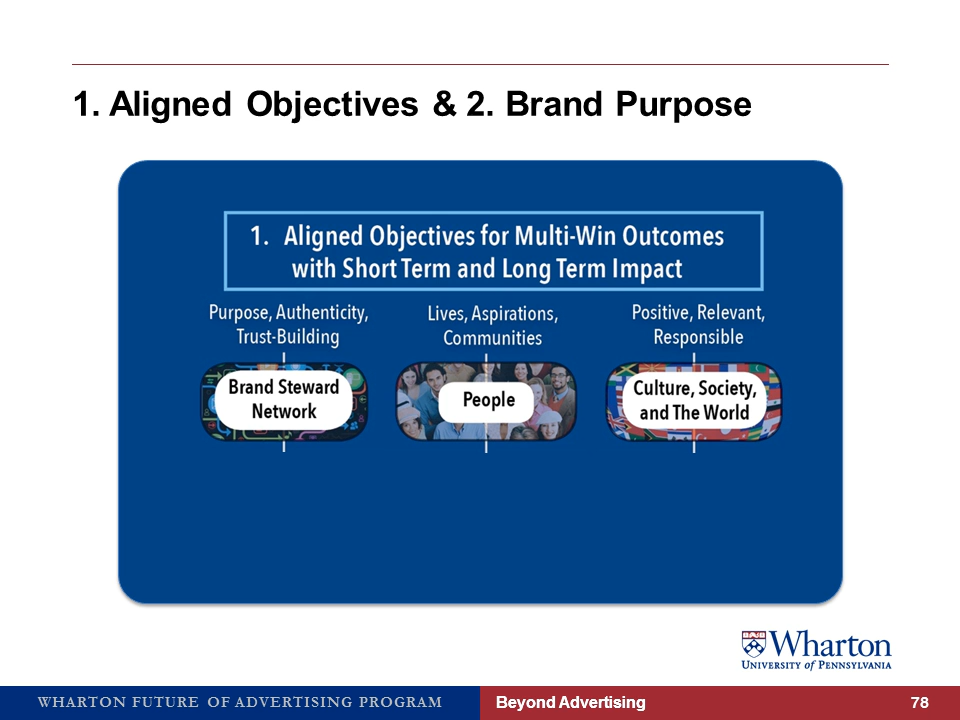 1. Aligned Objectives & 2. Brand Purpose
1. Aligned Objectives for Multi-Win Outcomes
with Short Term and Long Term Impact
Purpose, Authenticity,
Trust-Building
Lives, Aspirations,
Communities
Positive, Relevant,
Responsible
Brand Steward
Network
People
Culture, Society,
and The World
Wharton
UNIVERSITY of PENNSYLVANIA
WHARTON FUTURE OF ADVERTISING PROGRAM
Beyond Advertising
78